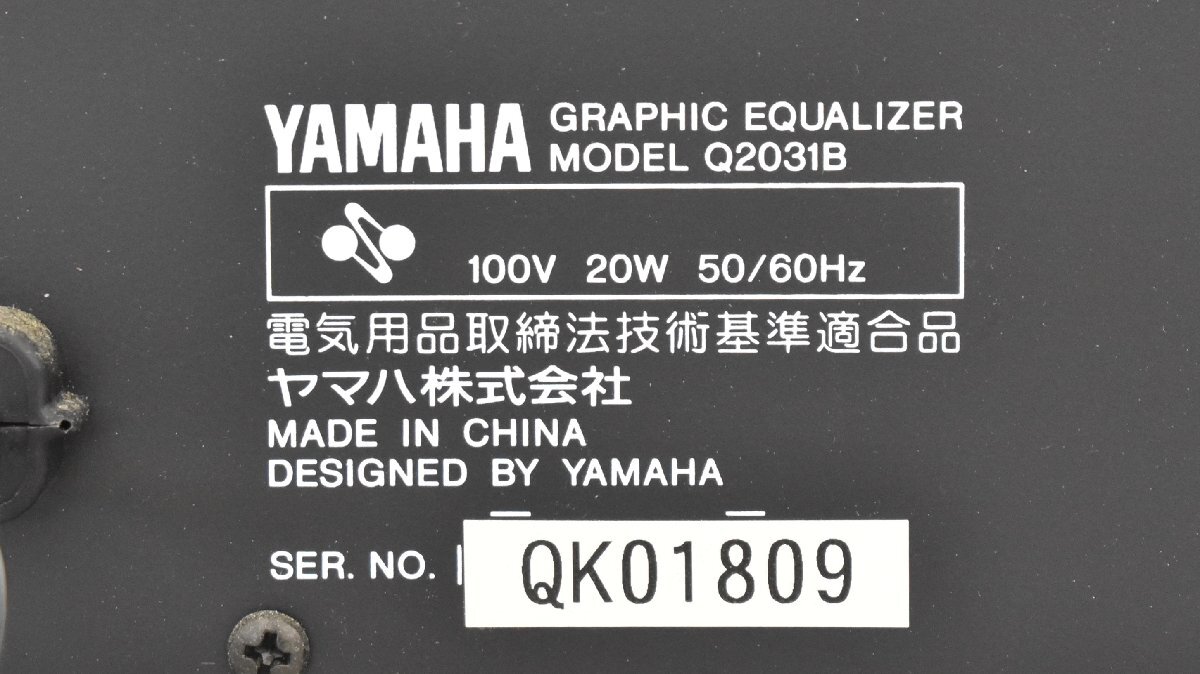 YAMAHA GRAPHIC EQUALIZER
MODEL Q2031B
100V 20W 50/60Hz
電気用品取締法技術基準適合品
ヤマハ株式会社
MADE IN CHINA
DESIGNED BY YAMAHA
SER. NO. QK01809